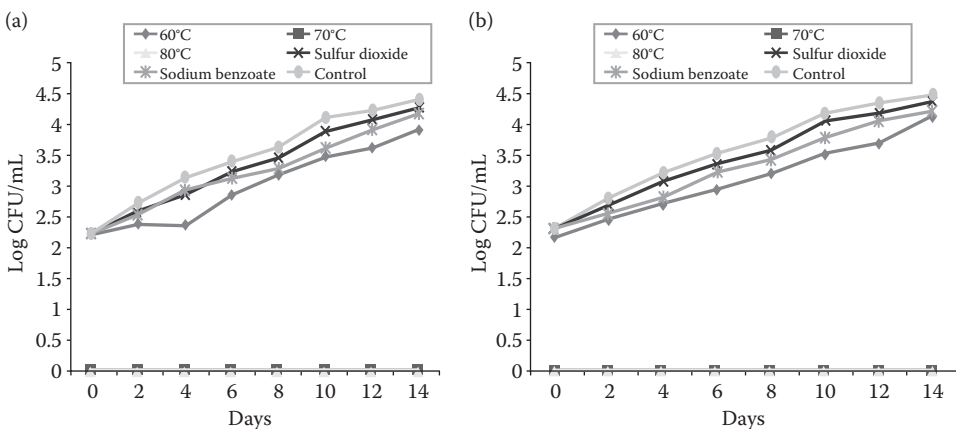 (a)
60°C 70°C
80°C Sulfur dioxide
Sodium benzoate Control
5
4.5
4
3.5
3
2.5
2
1.5
1
0.5
0
Log CFU/mL
0 2 4 6 8 10 12 14
Days
(b)
60°C 70°C
80°C Sulfur dioxide
Sodium benzoate Control
5
4.5
4
3.5
3
2.5
2
1.5
1
0.5
0
Log CFU/mL
0 2 4 6 8 10 12 14
Days